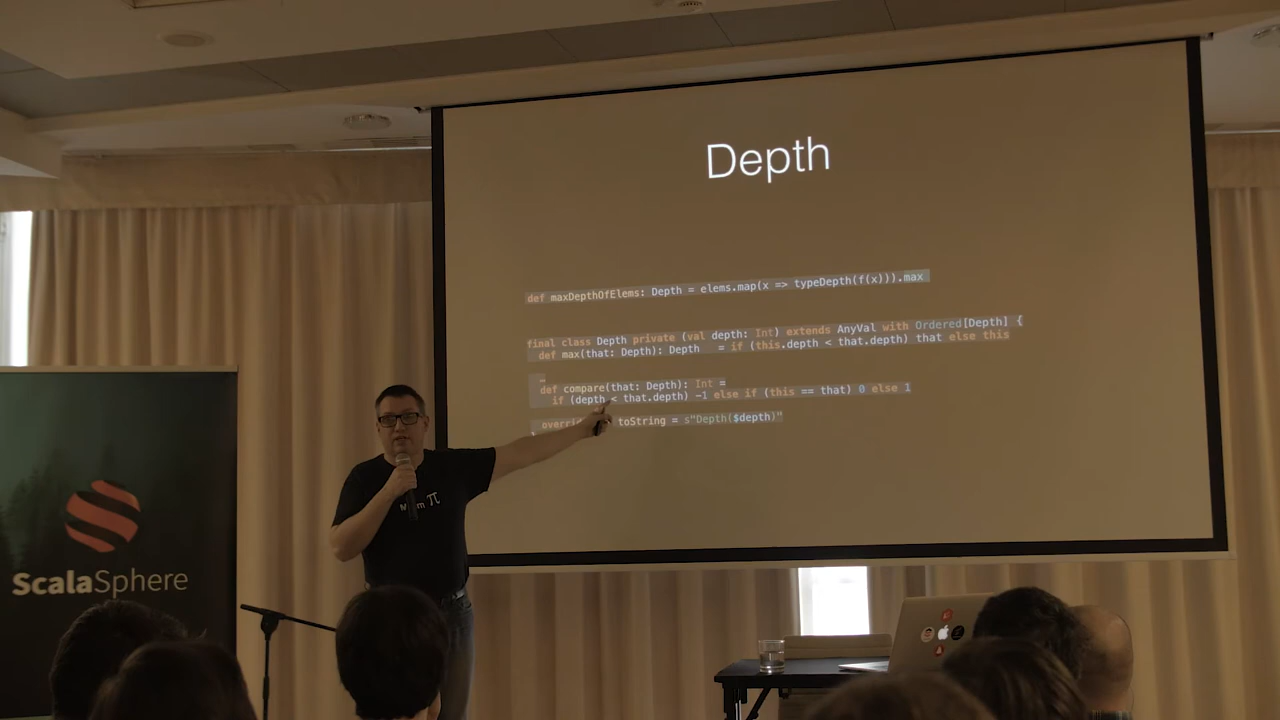 Depth
def maxDepthOfElems: Depth = elems.map(x => typeDepth(f(x))).max
final class Depth private (val depth: Int) extends AnyVal with Ordered[Depth] {
def max(that: Depth): Depth = if (this.depth < that.depth) that else this
…
def compare(that: Depth): Int =
if (depth < that.depth) -1 else if (this == that) 0 else 1
toString = s"Depth($depth)"
π
ScalaSphere